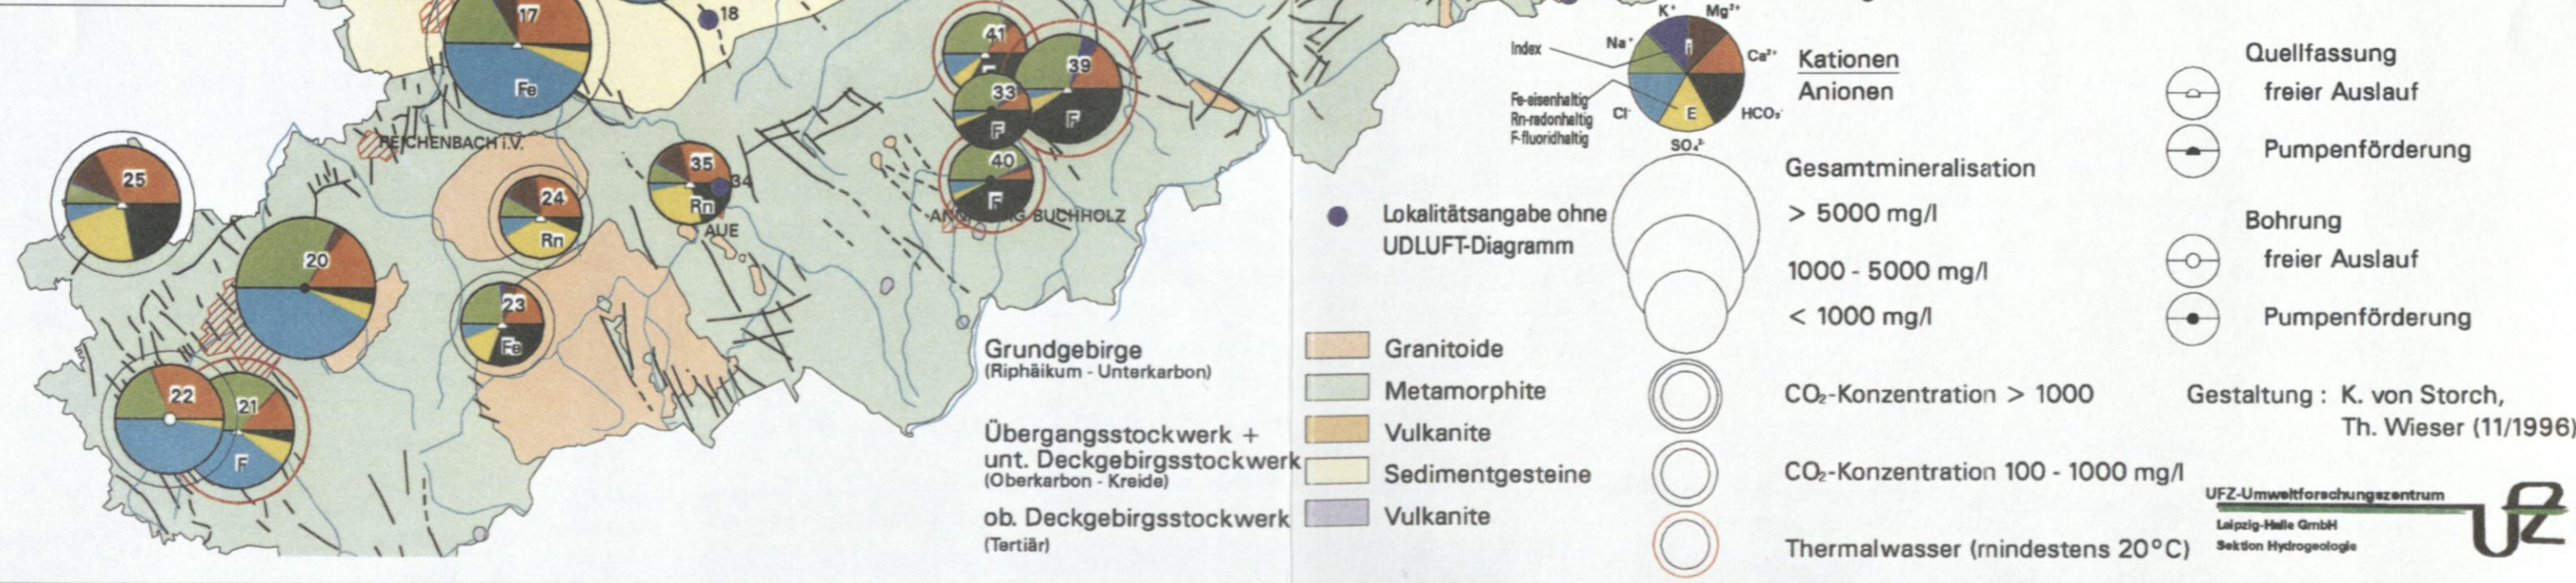 17
Fe
18
41
F
39
F
33
F
40
F
REICHENBACH i.V.
25
24
Rn
35
34
Rn
AUE
BUCHHOLZ
20
23
Fe
22
21
F
K⁺ Mg²⁺
Na⁺ Ca²⁺
Index
i
Fe-eisenhaltig
Rn-radonhaltig
F-fluoridhaltig
Cl⁻ E HCO₃⁻
SO₄²⁻
Kationen
Anionen
Lokalitätsangabe ohne
UDLUFT-Diagramm
Gesamtmineralisation
> 5000 mg/l
1000 - 5000 mg/l
< 1000 mg/l
CO₂-Konzentration > 1000
CO₂-Konzentration 100 - 1000 mg/l
Thermalwasser (mindestens 20°C)
Grundgebirge
(Riphäikum - Unterkarbon)
Granitoide
Metamorphite
Übergangsstockwerk +
unt. Deckgebirgsstockwerk
(Oberkarbon - Kreide)
Vulkanite
Sedimentgesteine
ob. Deckgebirgsstockwerk
(Tertiär)
Vulkanite
Quellfassung
freier Auslauf
Pumpenförderung
Bohrung
freier Auslauf
Pumpenförderung
Gestaltung : K. von Storch,
Th. Wieser (11/1996)
UFZ-Umweltforschungszentrum
Leipzig-Halle GmbH
Sektion Hydrogeologie
UFZ